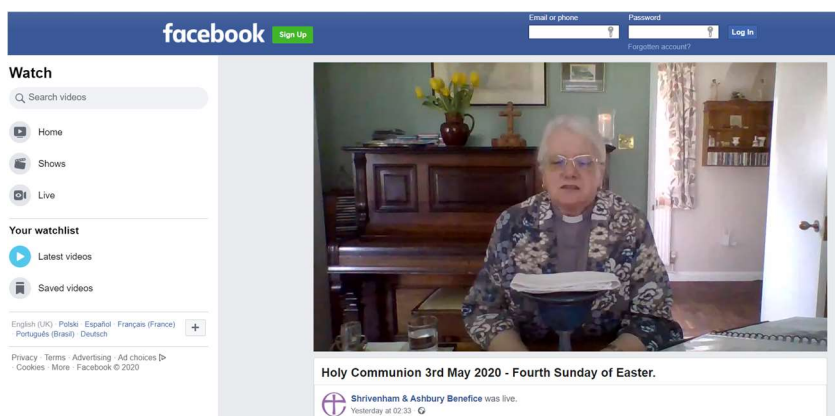 facebook
Sign Up
Email or phone
Password
Log In
Forgotten account?
Watch
Search videos
Home
Shows
Live
Your watchlist
Latest videos
Saved videos
English (UK) · Polski · Español · Français (France) ·
Português (Brasil) · Deutsch
Privacy · Terms · Advertising · Ad choices
· Cookies · More · Facebook © 2020
Holy Communion 3rd May 2020 - Fourth Sunday of Easter.
Shrivenham & Ashbury Benefice was live.
Yesterday at 02:33 ·